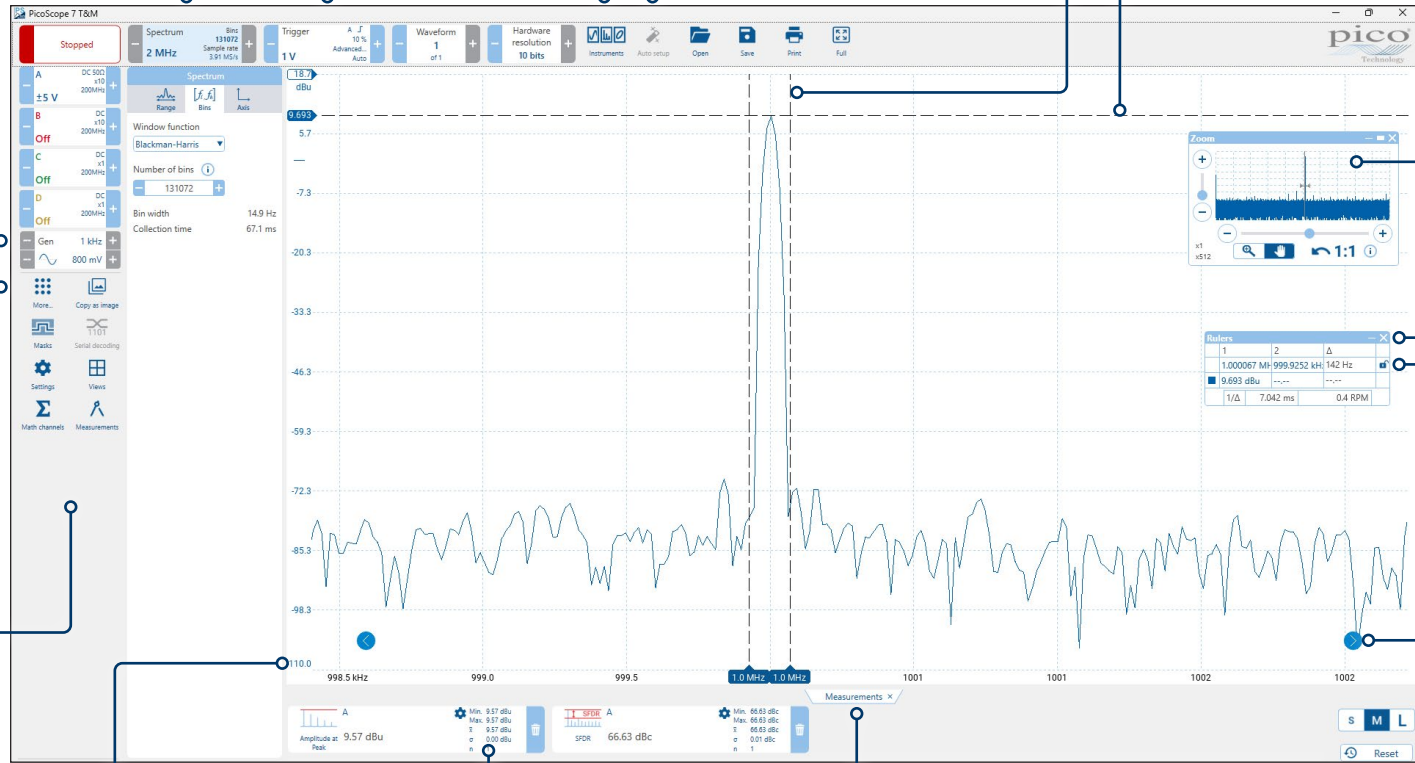 PicoScope 7 T&M
Stopped
Spectrum
2 MHz
Bins
131072
Sample rate
3.91 MS/s
Trigger
1 V
A
10 %
Advanced...
Auto
Waveform
1
of 1
Hardware
resolution
10 bits
Instruments
Auto setup
Open
Save
Print
Full
pico
Technology
A
±5 V
DC 50Ω
x10
200MHz
B
Off
DC
x10
200MHz
C
Off
DC
x1
200MHz
D
Off
DC
x1
200MHz
Gen 1 kHz
800 mV
More...
Copy as image
Masks
Serial decoding
1101
Settings
Views
Math channels
Measurements
Spectrum
Range
Bins
Axis
Window function
Blackman-Harris
Number of bins
131072
Bin width 14.9 Hz
Collection time 67.1 ms
18.7
dBu
9.693
5.7
-7.3
-20.3
-33.3
-46.3
-59.3
-72.3
-85.3
-98.3
110.0
998.5 kHz
999.0
999.5
1.0 MHz
1.0 MHz
1001
1001
1002
1002
Zoom
x1
x512
1:1
Rulers
1 2 Δ
1.000067 MH 999.9252 kH 142 Hz
9.693 dBu --.-- --.--
1/Δ 7.042 ms 0.4 RPM
Measurements ×
A
Amplitude at
Peak
9.57 dBu
Min. 9.57 dBu
Max. 9.57 dBu
x̄ 9.57 dBu
σ 0.00 dBu
n
SFDR
A
SFDR
66.63 dBc
Min. 66.63 dBc
Max. 66.63 dBc
x̄ 66.63 dBc
σ 0.01 dBc
n 1
S M L
Reset